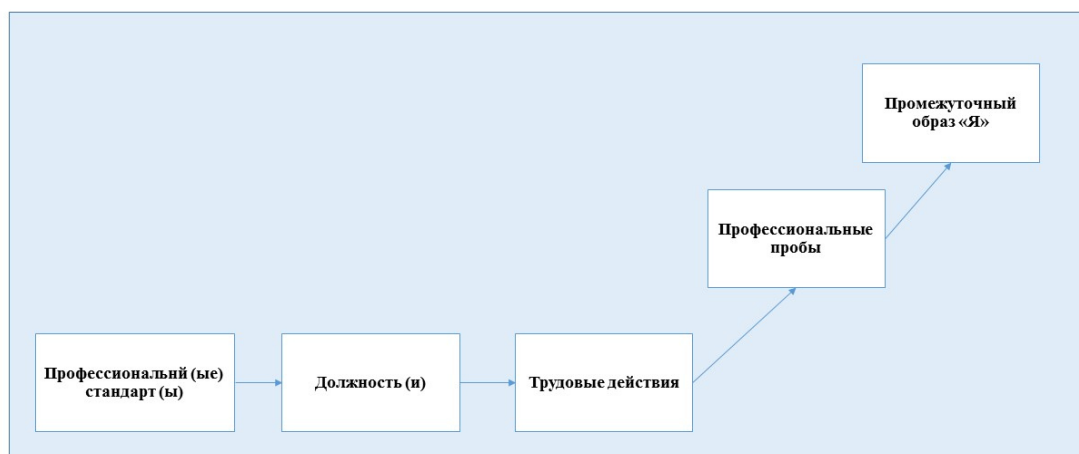 Промежуточный
образ «Я»
Профессиональные
пробы
Профессиональнй (ые)
стандарт (ы)
Должность (и)
Трудовые действия